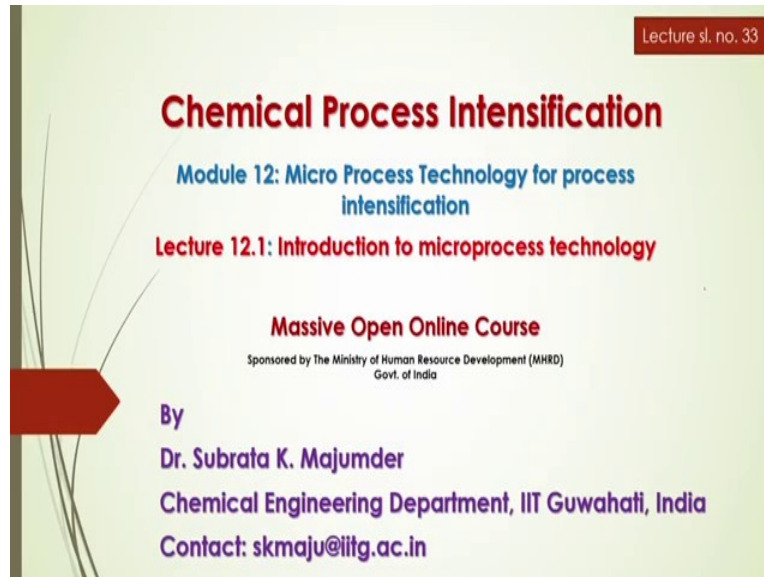 Lecture sl. no. 33
Chemical Process Intensification
Module 12: Micro Process Technology for process
intensification
Lecture 12.1: Introduction to microprocess technology
Massive Open Online Course
Sponsored by The Ministry of Human Resource Development (MHRD)
Govt. of India
By
Dr. Subrata K. Majumder
Chemical Engineering Department, IIT Guwahati, India
Contact: skmaju@iitg.ac.in